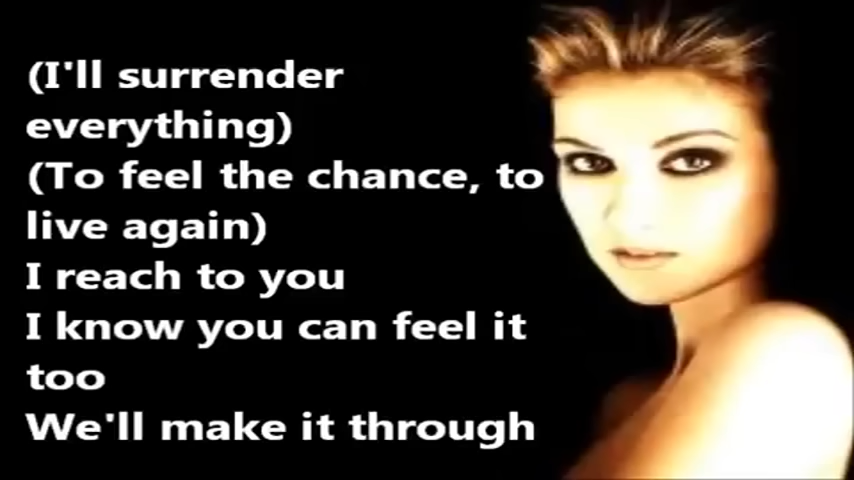 (I'll surrender
everything)
(To feel the chance, to
live again)
I reach to you
I know you can feel it
too
We'll make it through